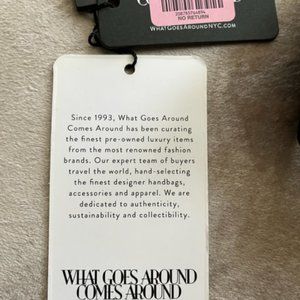 NO RETURN
WHATGOESAROUNDNYC.COM
Since 1993, What Goes Around
Comes Around has been curating
the finest pre-owned luxury items
from the most renowned fashion
brands. Our expert team of buyers
travel the world, hand-selecting
the finest designer handbags,
accessories and apparel. We are
dedicated to authenticity,
sustainability and collectibility.
WHAT GOES AROUND
COMES AROUND